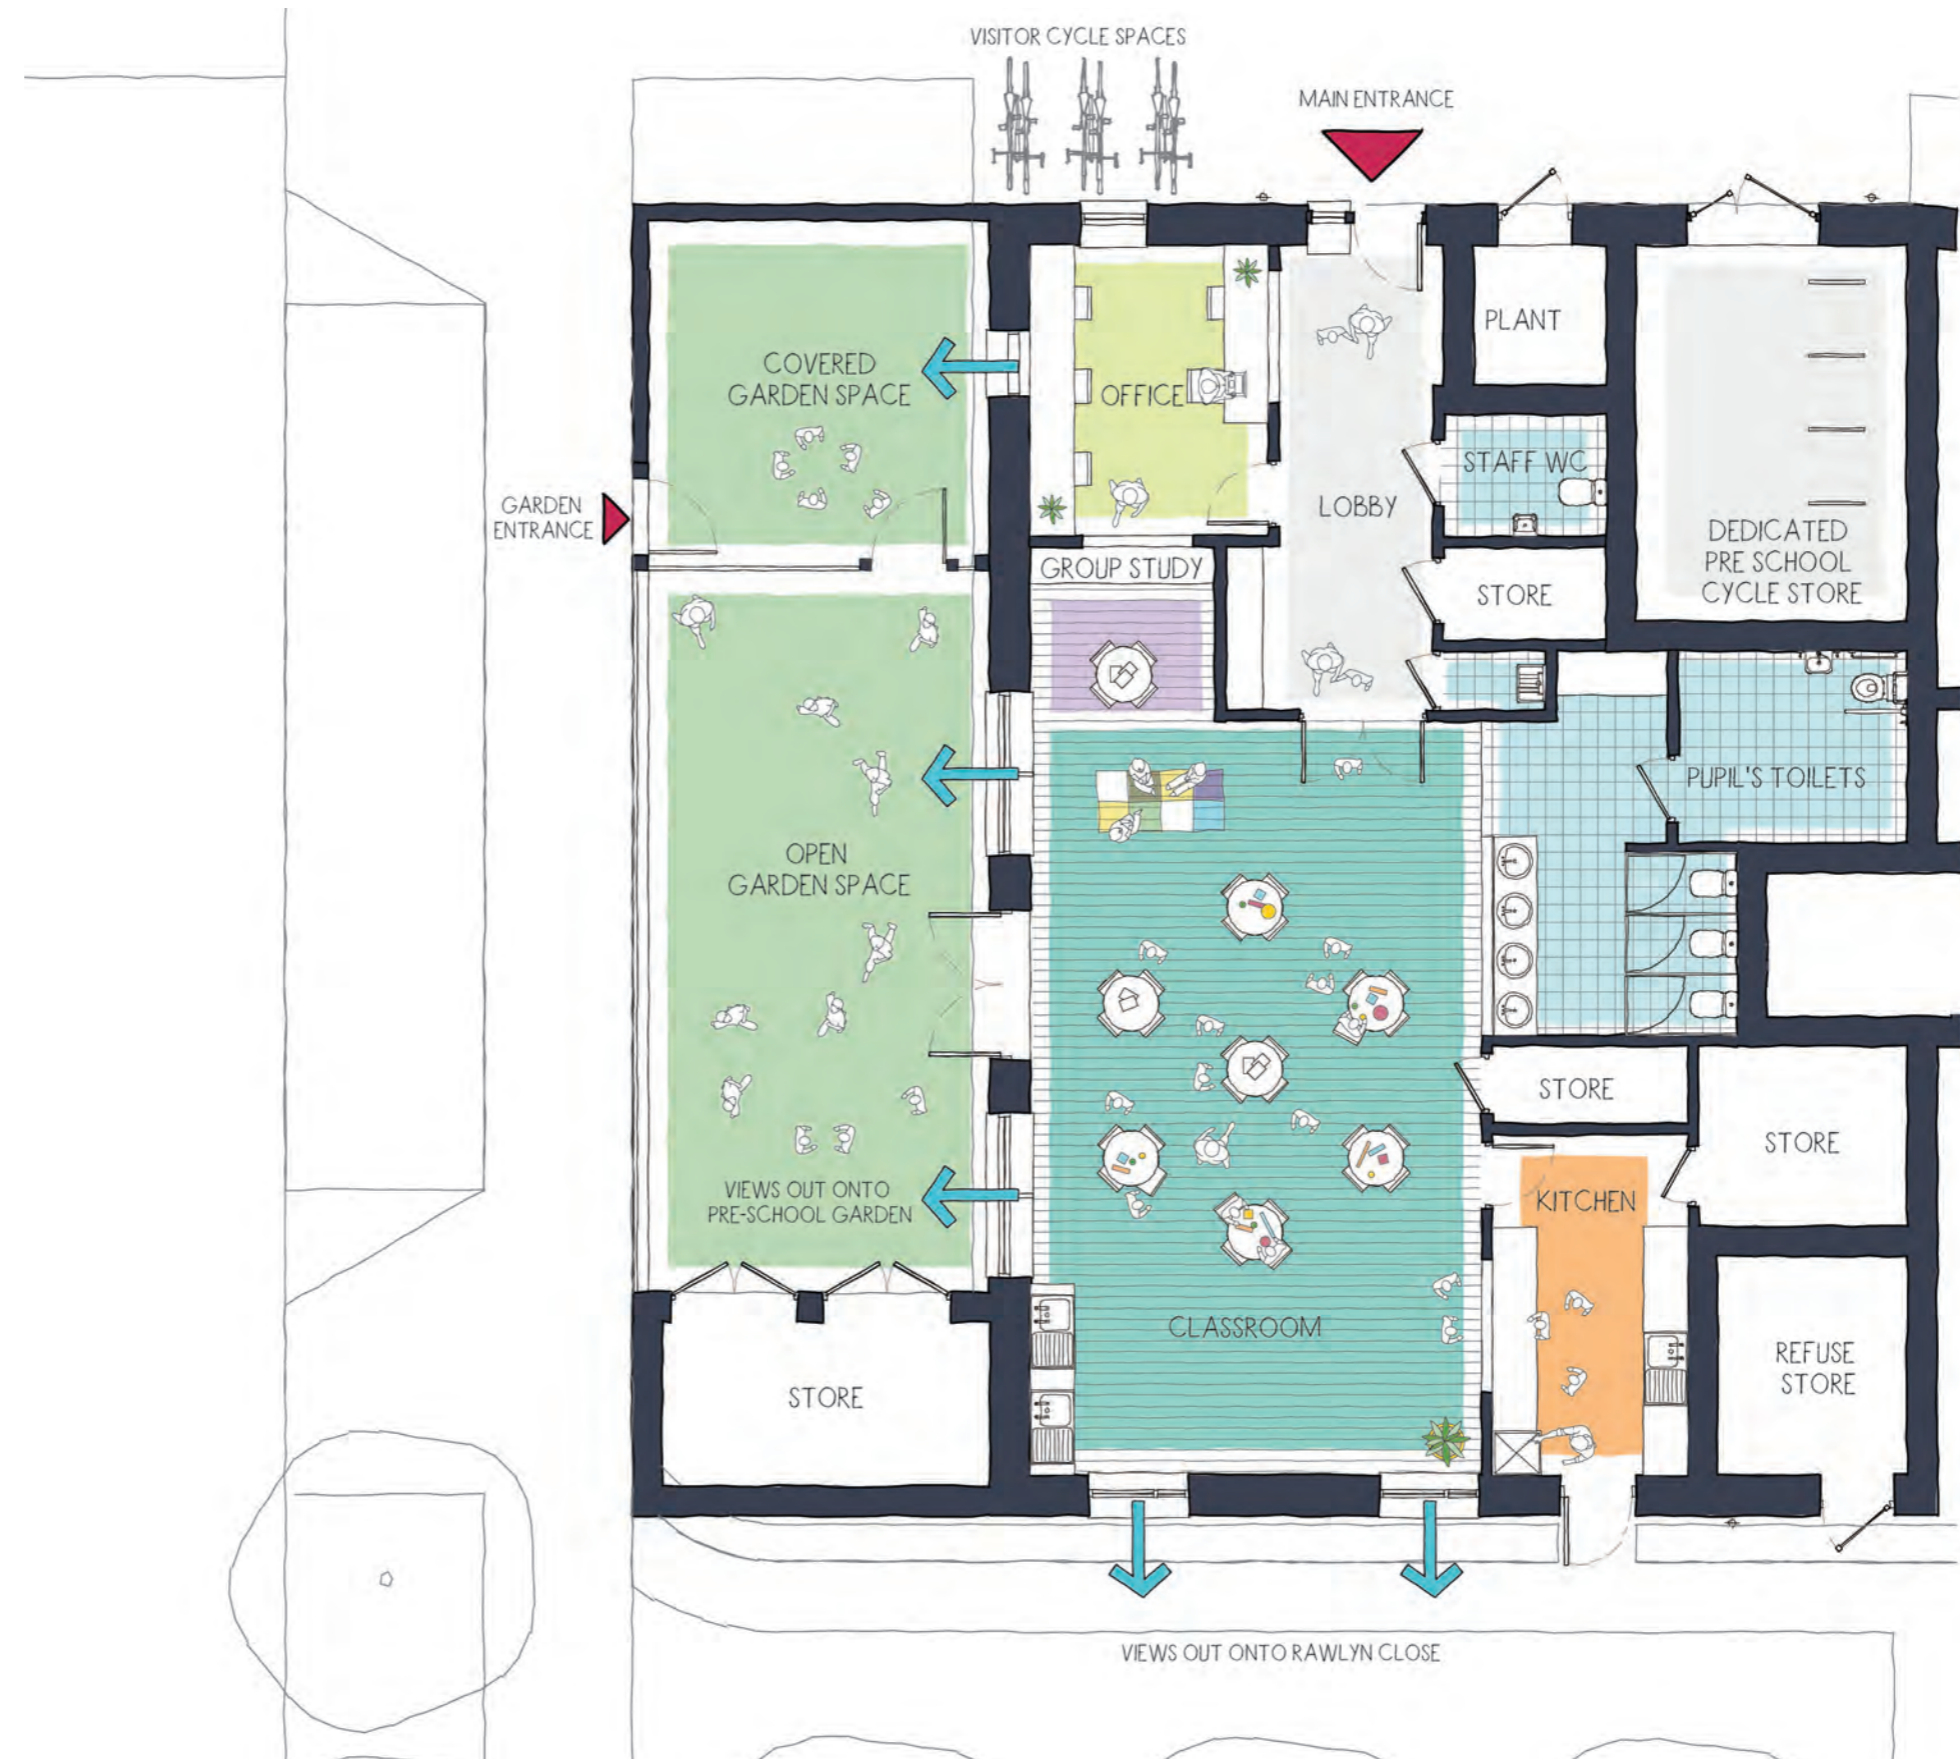 VISITOR CYCLE SPACES
MAIN ENTRANCE
PLANT
COVERED
GARDEN SPACE
OFFICE
STAFF WC
GARDEN
ENTRANCE
LOBBY
DEDICATED
PRE SCHOOL
CYCLE STORE
GROUP STUDY
STORE
PUPIL'S TOILETS
OPEN
GARDEN SPACE
STORE
STORE
VIEWS OUT ONTO
PRE-SCHOOL GARDEN
KITCHEN
CLASSROOM
STORE
REFUSE
STORE
VIEWS OUT ONTO RAWLYN CLOSE